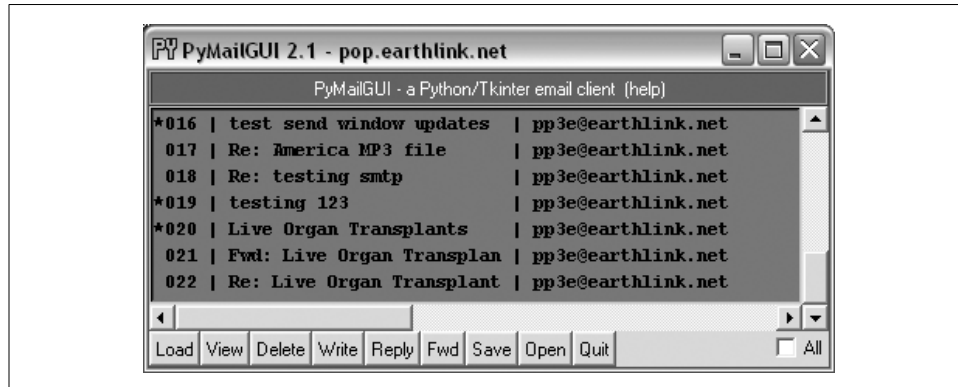 PY PyMailGUI 2.1 - pop.earthlink.net
PyMailGUI - a Python/Tkinter email client (help)
*016 | test send window updates | pp3e@earthlink.net
017 | Re: America MP3 file | pp3e@earthlink.net
018 | Re: testing smtp | pp3e@earthlink.net
*019 | testing 123 | pp3e@earthlink.net
*020 | Live Organ Transplants | pp3e@earthlink.net
021 | Fwd: Live Organ Transplan | pp3e@earthlink.net
022 | Re: Live Organ Transplant | pp3e@earthlink.net
Load View Delete Write Reply Fwd Save Open Quit All